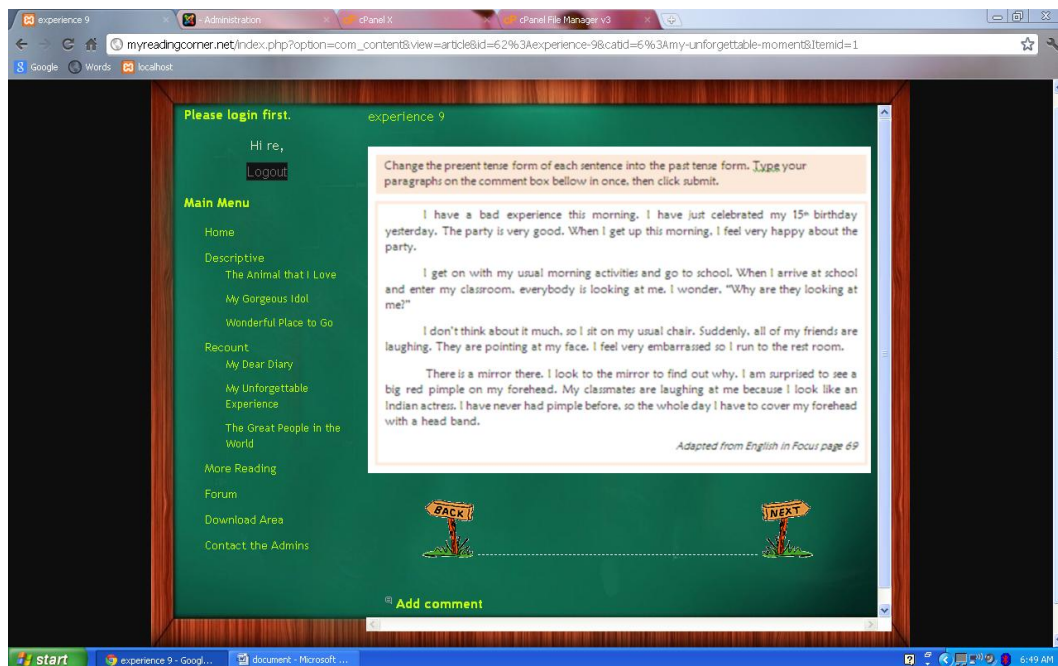 experience 9
- Administration
cPanel X
cPanel File Manager v3
myreadingcorner.net/index.php?option=com_content&view=article&id=62%3Aexperience-9&catid=6%3Amy-unforgettable-moment&Itemid=1
Google
Words
localhost
Please login first.
Hi re,
Logout
Main Menu
Home
Descriptive
The Animal that I Love
My Gorgeous Idol
Wonderful Place to Go
Recount
My Dear Diary
My Unforgettable
Experience
The Great People in the
World
More Reading
Forum
Download Area
Contact the Admins
experience 9
Change the present tense form of each sentence into the past tense form. Type your
paragraphs on the comment box bellow in once, then click submit.
I have a bad experience this morning. I have just celebrated my 15th birthday
yesterday. The party is very good. When I get up this morning, I feel very happy about the
party.
I get on with my usual morning activities and go to school. When I arrive at school
and enter my classroom, everybody is looking at me. I wonder, "Why are they looking at
me?"
I don't think about it much, so I sit on my usual chair. Suddenly, all of my friends are
laughing. They are pointing at my face. I feel very embarrassed so I run to the rest room.
There is a mirror there. I look to the mirror to find out why. I am surprised to see a
big red pimple on my forehead. My classmates are laughing at me because I look like an
Indian actress. I have never had pimple before, so the whole day I have to cover my forehead
with a head band.
Adapted from English in Focus page 69
BACK
NEXT
Add comment
start
experience 9 - Googl...
document - Microsoft ...
6:49 AM